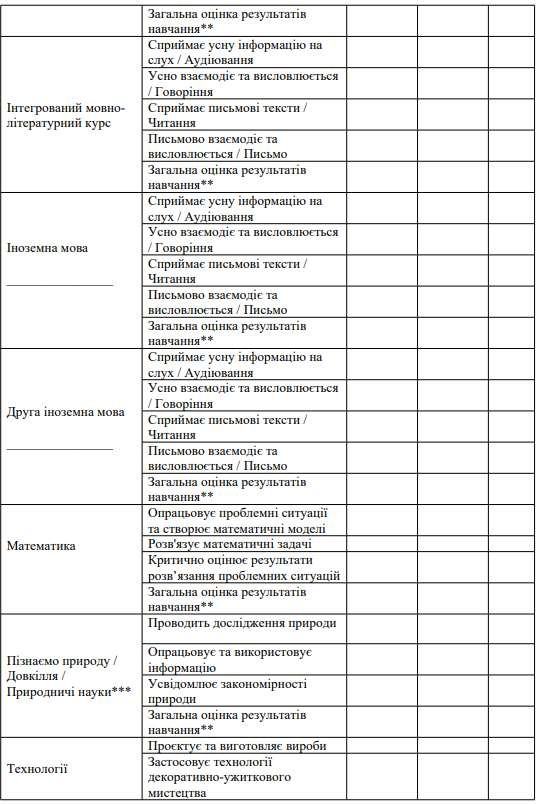 Загальна оцінка результатів
навчання**
Інтегрований мовно-
літературний курс
Сприймає усну інформацію на
слух / Аудіювання
Усно взаємодіє та висловлюється
/ Говоріння
Сприймає письмові тексти /
Читання
Письмово взаємодіє та
висловлюється / Письмо
Загальна оцінка результатів
навчання**
Іноземна мова
Сприймає усну інформацію на
слух / Аудіювання
Усно взаємодіє та висловлюється
/ Говоріння
Сприймає письмові тексти /
Читання
Письмово взаємодіє та
висловлюється / Письмо
Загальна оцінка результатів
навчання**
Друга іноземна мова
Сприймає усну інформацію на
слух / Аудіювання
Усно взаємодіє та висловлюється
/ Говоріння
Сприймає письмові тексти /
Читання
Письмово взаємодіє та
висловлюється / Письмо
Загальна оцінка результатів
навчання**
Математика
Опрацьовує проблемні ситуації
та створює математичні моделі
Розв'язує математичні задачі
Критично оцінює результати
розв’язання проблемних ситуацій
Загальна оцінка результатів
навчання**
Пізнаємо природу /
Довкілля /
Природничі науки***
Проводить дослідження природи
Опрацьовує та використовує
інформацію
Усвідомлює закономірності
природи
Загальна оцінка результатів
навчання**
Технології
Проєктує та виготовляє вироби
Застосовує технології
декоративно-ужиткового
мистецтва